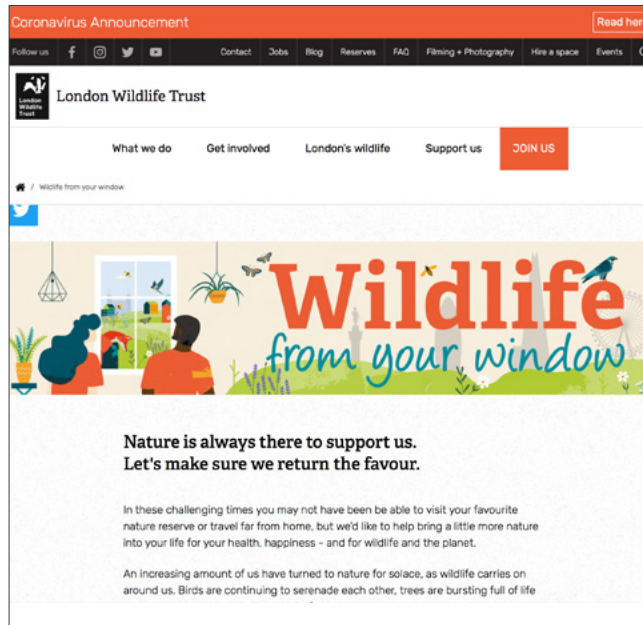 Coronavirus Announcement
Read here
Follow us
Contact Jobs Blog Reserves FAQ Filming + Photography Hire a space Events
London Wildlife Trust
London Wildlife Trust
What we do Get involved London's wildlife Support us JOIN US
/ Wildlife from your window
Wildlife
from your window
Nature is always there to support us.
Let's make sure we return the favour.
In these challenging times you may not have been be able to visit your favourite
nature reserve or travel far from home, but we'd like to help bring a little more nature
into your life for your health, happiness - and for wildlife and the planet.
An increasing amount of us have turned to nature for solace, as wildlife carries on
around us. Birds are continuing to serenade each other, trees are bursting full of life